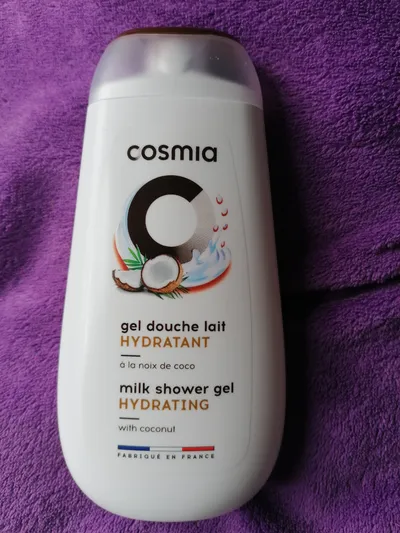 cosmia
gel douche lait
HYDRATANT
à la noix de coco
milk shower gel
HYDRATING
with coconut
FABRIQUÉ EN FRANCE